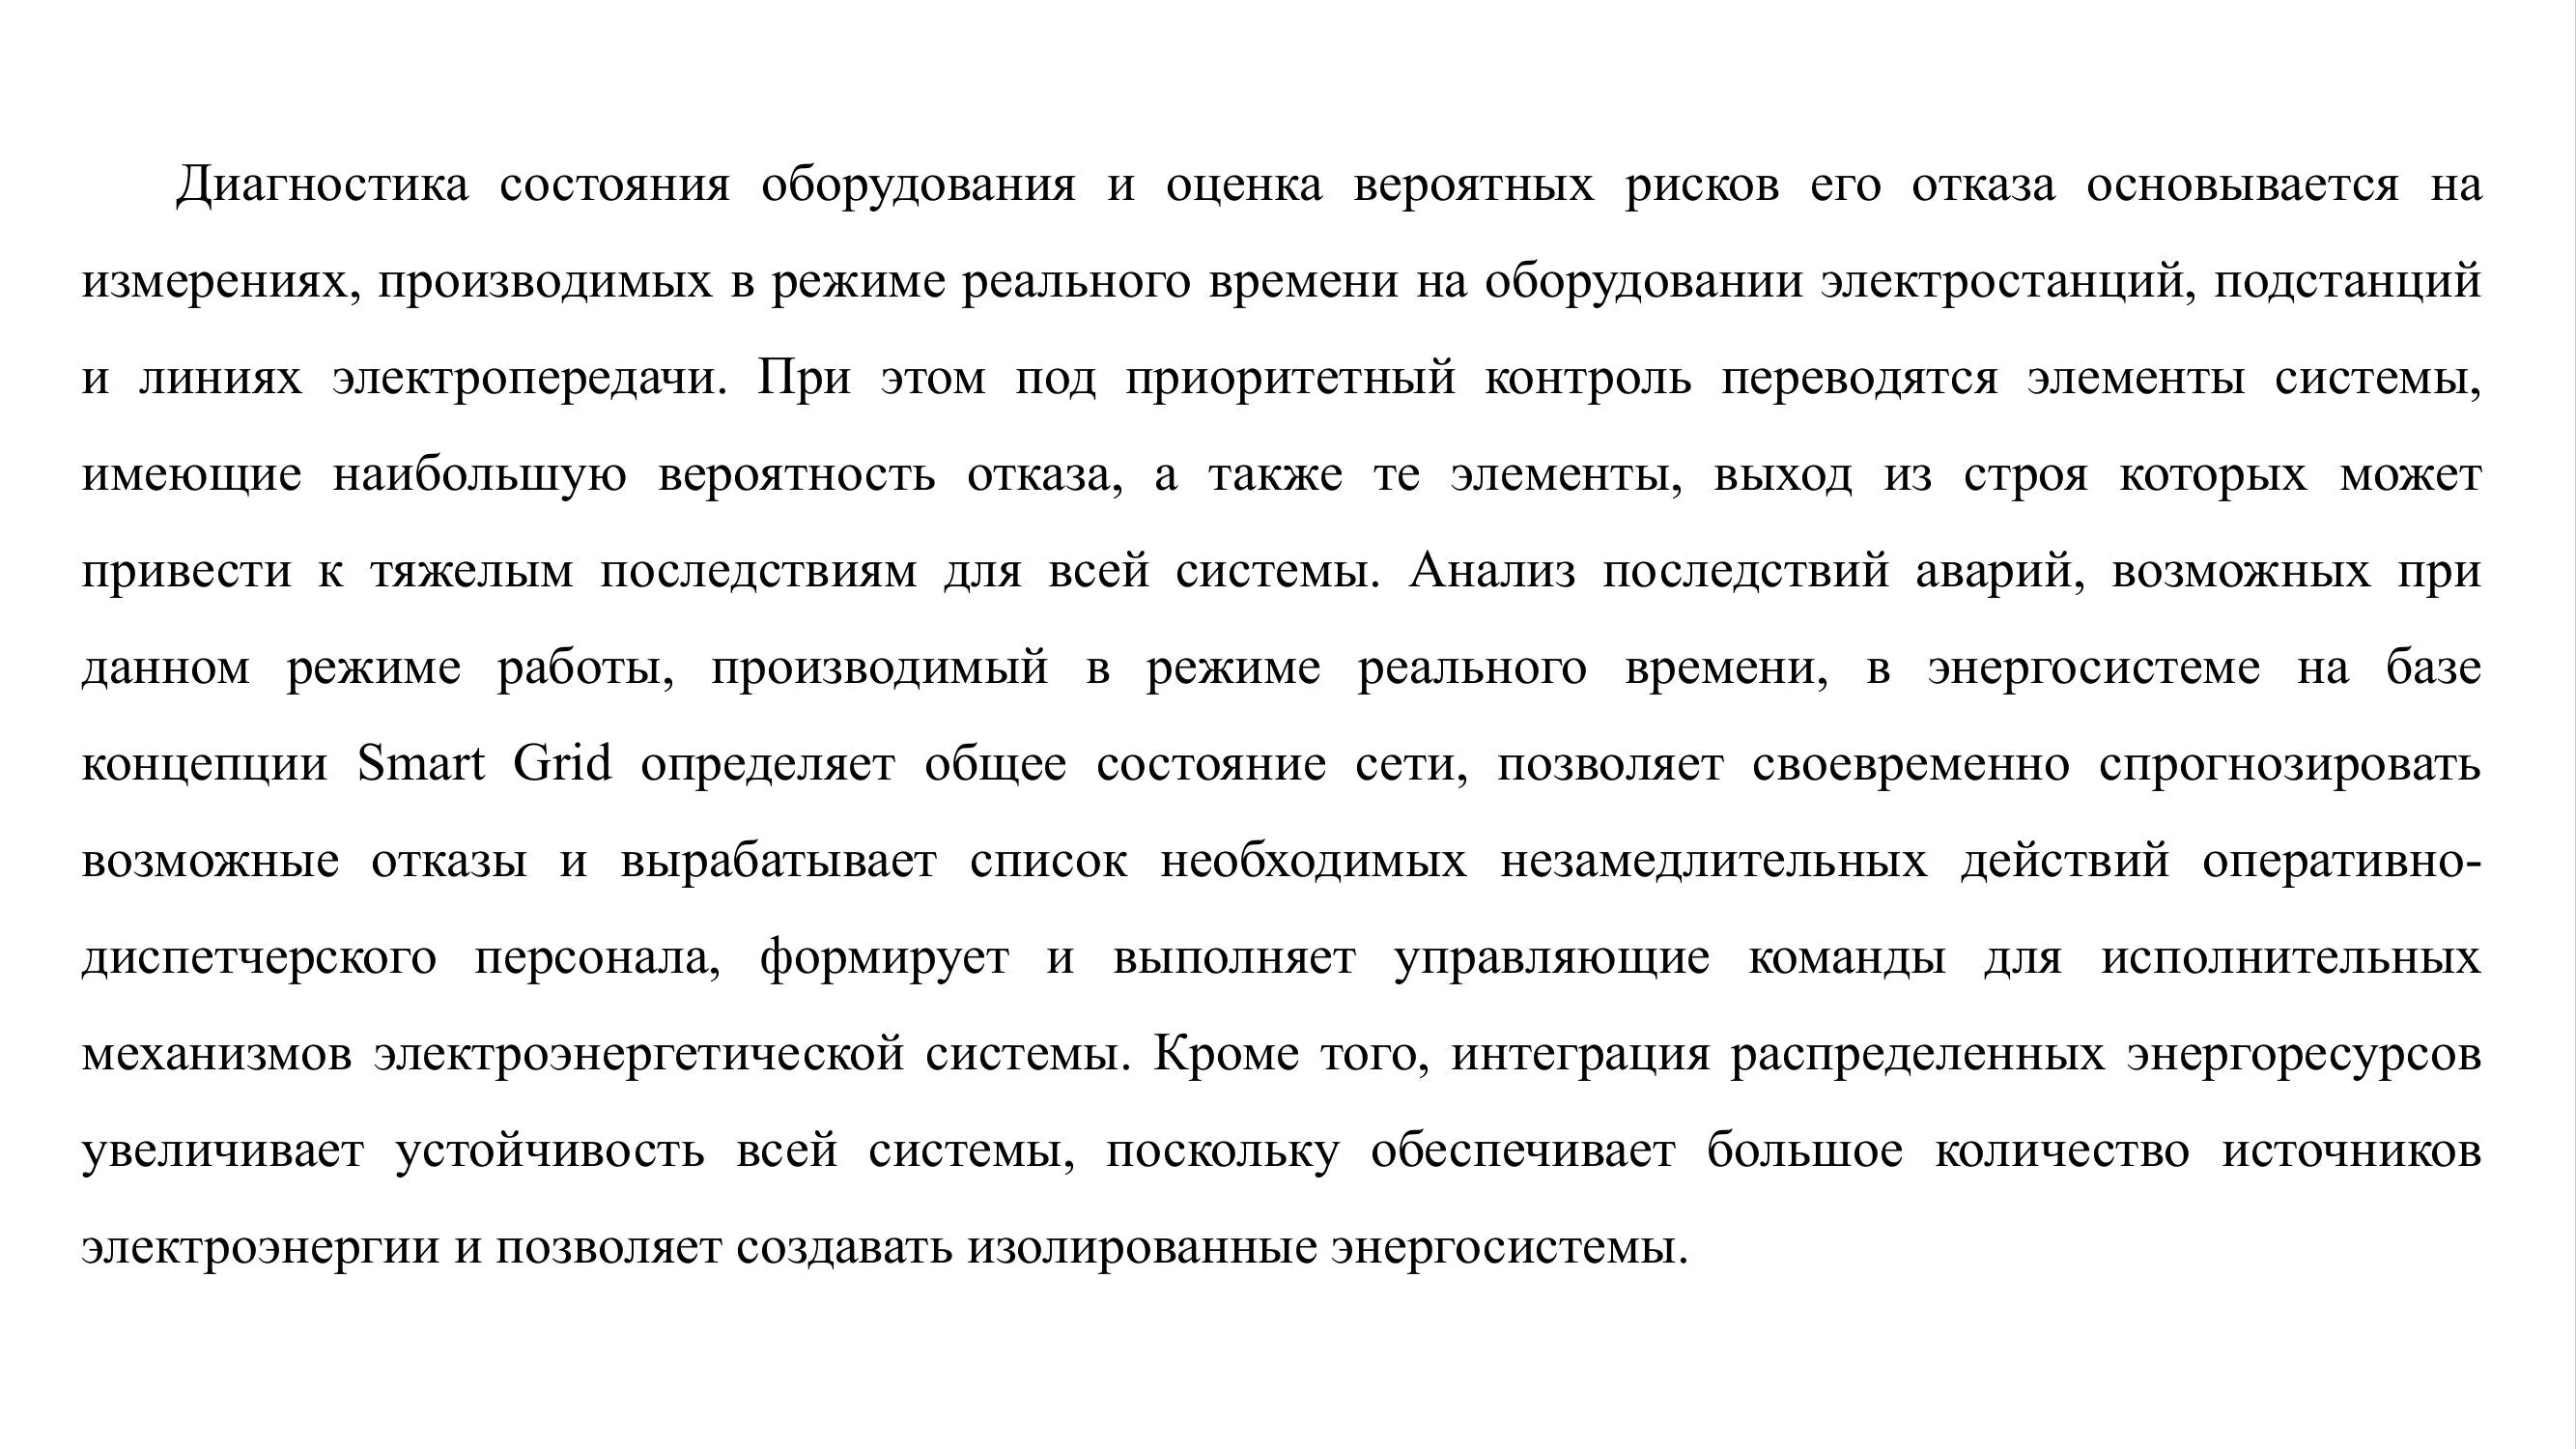 Диагностика состояния оборудования и оценка вероятных рисков его отказа основывается на
измерениях, производимых в режиме реального времени на оборудовании электростанций, подстанций
и линиях электропередачи. При этом под приоритетный контроль переводятся элементы системы,
имеющие наибольшую вероятность отказа, а также те элементы, выход из строя которых может
привести к тяжелым последствиям для всей системы. Анализ последствий аварий, возможных при
данном режиме работы, производимый в режиме реального времени, в энергосистеме на базе
концепции Smart Grid определяет общее состояние сети, позволяет своевременно спрогнозировать
возможные отказы и вырабатывает список необходимых незамедлительных действий оперативно-
диспетчерского персонала, формирует и выполняет управляющие команды для исполнительных
механизмов электроэнергетической системы. Кроме того, интеграция распределенных энергоресурсов
увеличивает устойчивость всей системы, поскольку обеспечивает большое количество источников
электроэнергии и позволяет создавать изолированные энергосистемы.